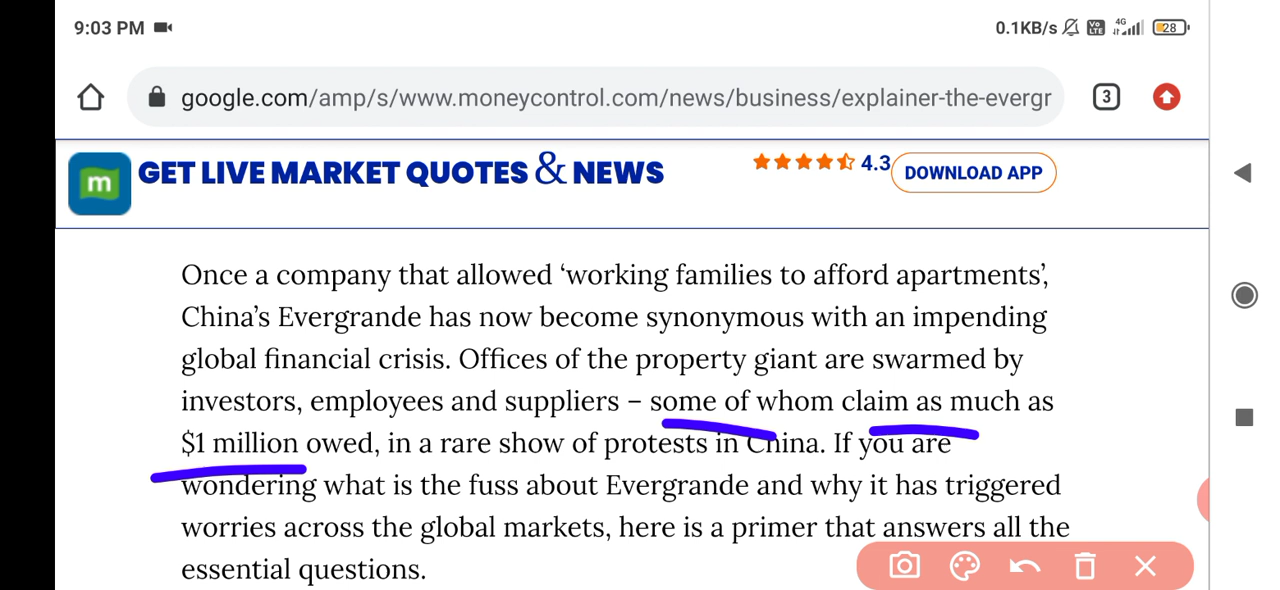 9:03 PM
0.1KB/s Vo LTE 4G 28
google.com/amp/s/www.moneycontrol.com/news/business/explainer-the-evergr 3
m GET LIVE MARKET QUOTES & NEWS 4.3 DOWNLOAD APP
Once a company that allowed ‘working families to afford apartments’,
China’s Evergrande has now become synonymous with an impending
global financial crisis. Offices of the property giant are swarmed by
investors, employees and suppliers – some of whom claim as much as
$1 million owed, in a rare show of protests in China. If you are
wondering what is the fuss about Evergrande and why it has triggered
worries across the global markets, here is a primer that answers all the
essential questions.